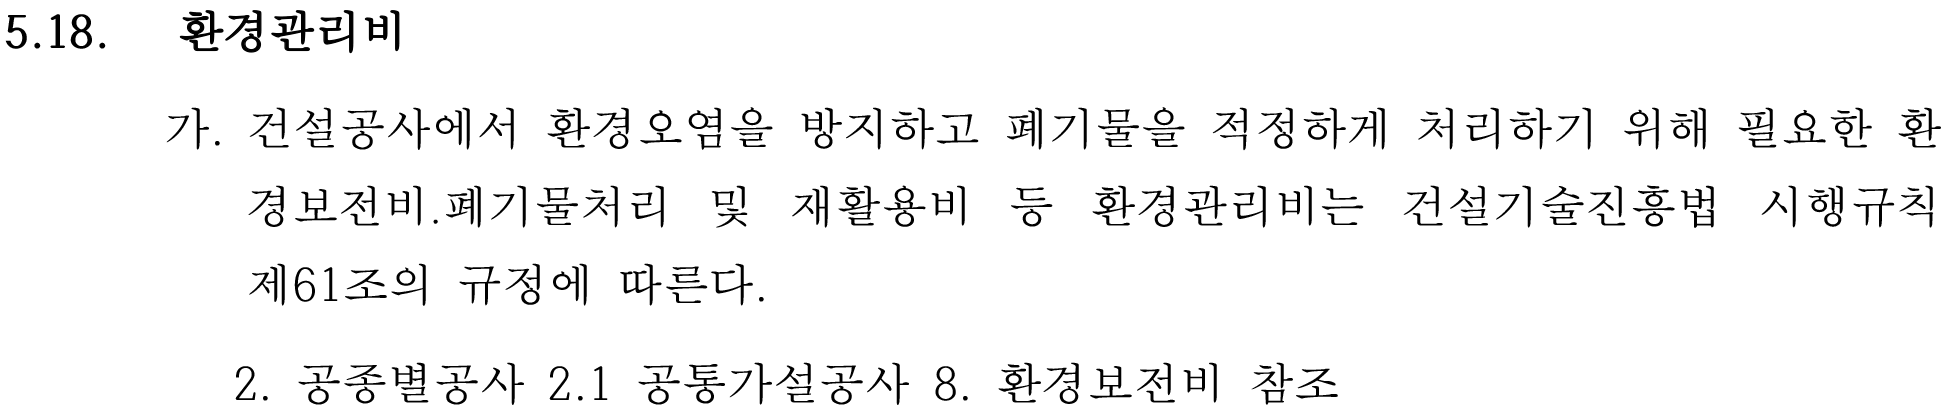 5.18. 환경관리비
가. 건설공사에서 환경오염을 방지하고 폐기물을 적정하게 처리하기 위해 필요한 환
경보전비.폐기물처리 및 재활용비 등 환경관리비는 건설기술진흥법 시행규칙
제61조의 규정에 따른다.
2. 공종별공사 2.1 공통가설공사 8. 환경보전비 참조